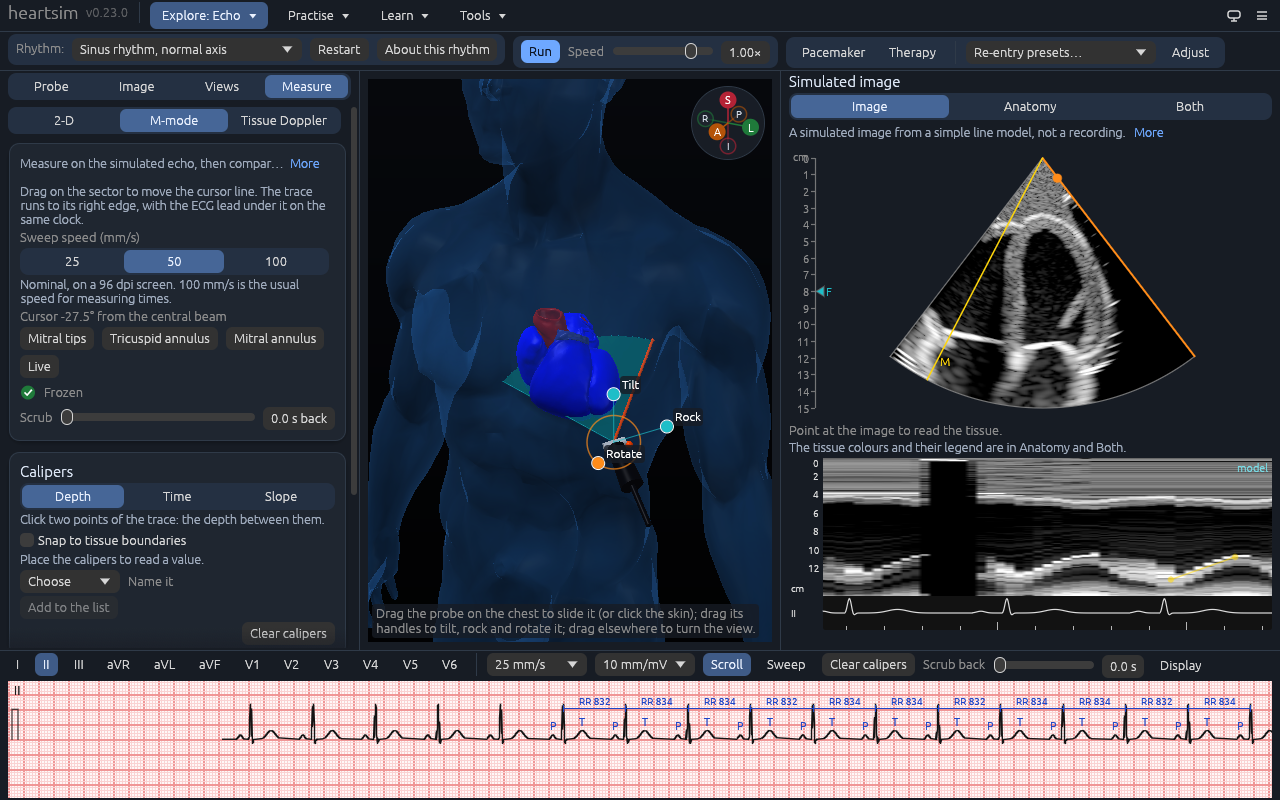 heartsim v0.23.0
Explore: Echo
Practise
Learn
Tools
Rhythm: Sinus rhythm, normal axis
Restart
About this rhythm
Run
Speed
1.00×
Pacemaker
Therapy
Re-entry presets…
Adjust
Probe
Image
Views
Measure
2-D
M-mode
Tissue Doppler
Measure on the simulated echo, then compar… More
Drag on the sector to move the cursor line. The trace
runs to its right edge, with the ECG lead under it on the
same clock.
Sweep speed (mm/s)
25
50
100
Nominal, on a 96 dpi screen. 100 mm/s is the usual
speed for measuring times.
Cursor -27.5° from the central beam
Mitral tips
Tricuspid annulus
Mitral annulus
Live
Frozen
Scrub
0.0 s back
Calipers
Depth
Time
Slope
Click two points of the trace: the depth between them.
Snap to tissue boundaries
Place the calipers to read a value.
Choose
Name it
Add to the list
Clear calipers
S
R
P
A
L
I
Tilt
Rock
Rotate
Drag the probe on the chest to slide it (or click the skin); drag its
handles to tilt, rock and rotate it; drag elsewhere to turn the view.
Simulated image
Image
Anatomy
Both
A simulated image from a simple line model, not a recording. More
cm
0
1
2
3
4
5
6
7
8
F
9
10
11
12
13
14
15
M
Point at the image to read the tissue.
The tissue colours and their legend are in Anatomy and Both.
model
0
2
4
6
8
10
12
cm
II
I
II
III
aVR
aVL
aVF
V1
V2
V3
V4
V5
V6
25 mm/s
10 mm/mV
Scroll
Sweep
Clear calipers
Scrub back
0.0 s
Display
II
RR 832 RR 834 RR 834 RR 832 RR 834 RR 834 RR 832 RR 834 RR 832 RR 834 RR 834
P T P T P T P T P T P T P T P T P T P T P T P